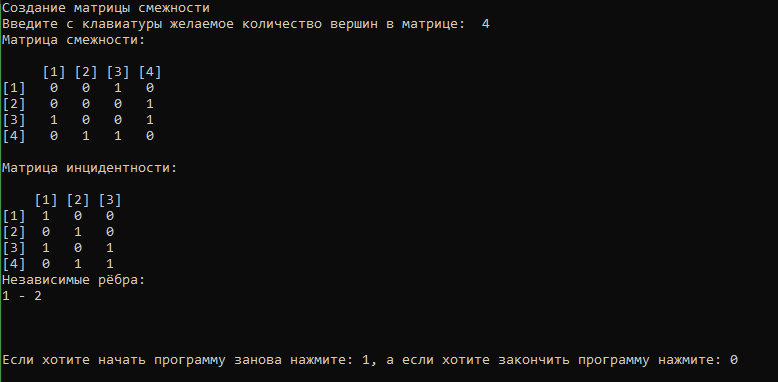 Создание матрицы смежности
Введите с клавиатуры желаемое количество вершин в матрице:  4
Матрица смежности:
[1] [2] [3] [4]
[1]   0   0   1   0
[2]   0   0   0   1
[3]   1   0   0   1
[4]   0   1   1   0
Матрица инцидентности:
[1] [2] [3]
[1]  1   0   0
[2]  0   1   0
[3]  1   0   1
[4]  0   1   1
Независимые рёбра:
1 - 2
Если хотите начать программу занова нажмите: 1, а если хотите закончить программу нажмите: 0